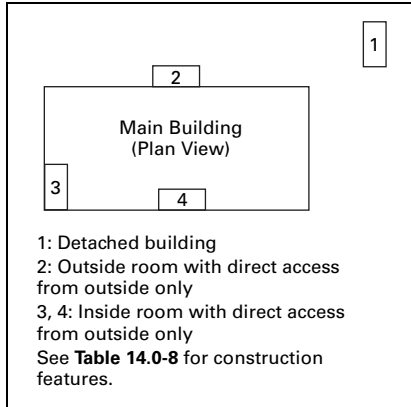 1
2
Main Building
(Plan View)
3
4
1: Detached building
2: Outside room with direct access
from outside only
3, 4: Inside room with direct access
from outside only
See Table 14.0-8 for construction
features.